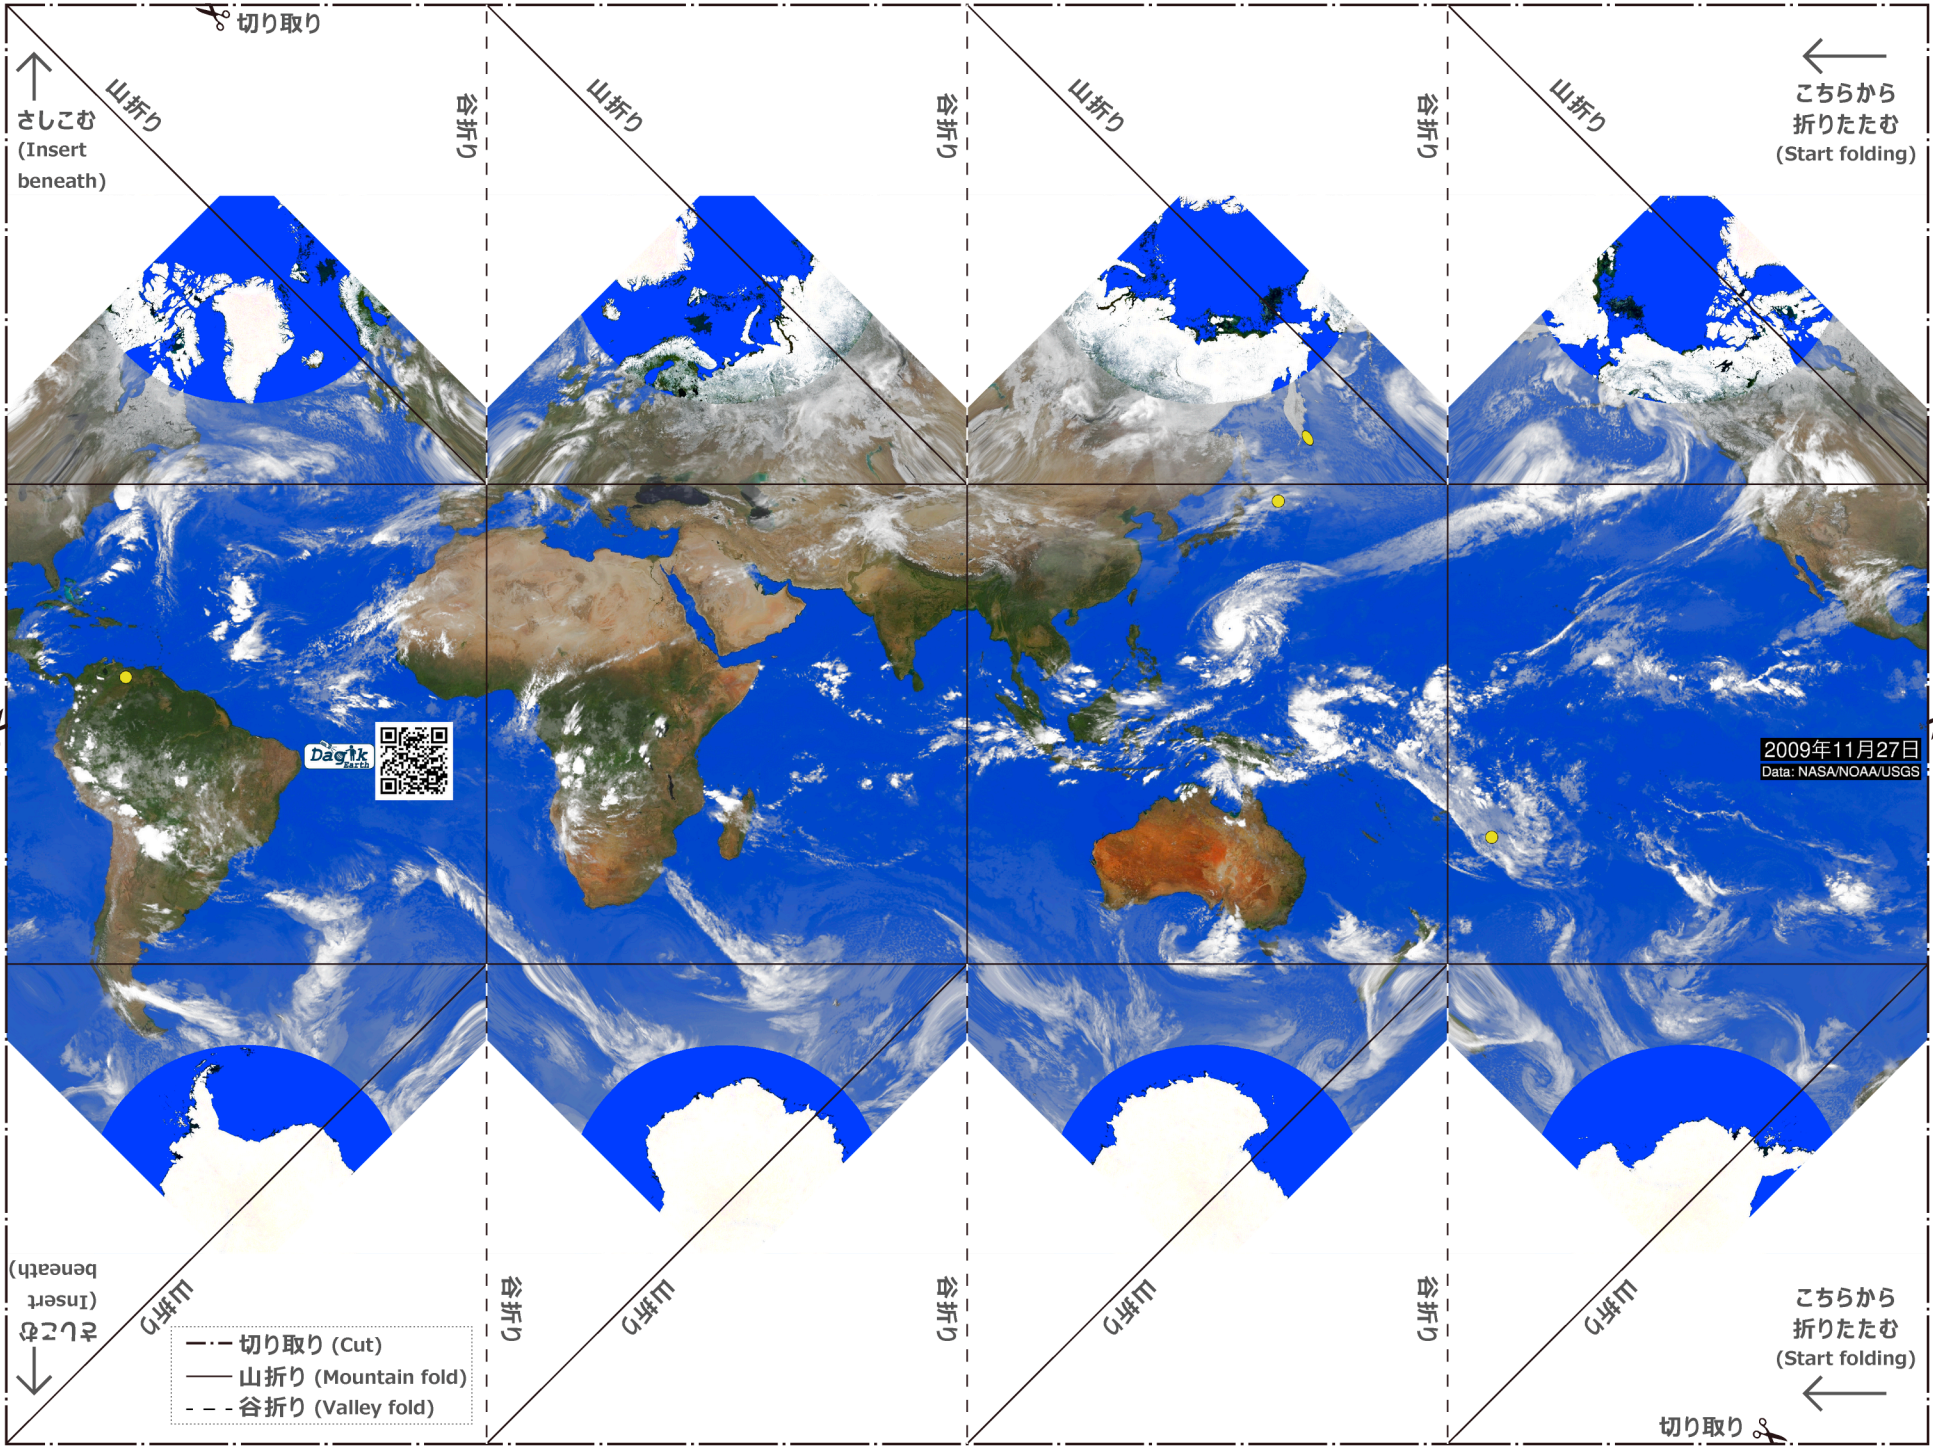 切り取り
山折り
山折り
山折り
山折り
谷折り
谷折り
谷折り
さしこむ
(Insert
beneath)
こちらから
折りたたむ
(Start folding)
Dagik
Earth
2009年11月27日
Data: NASA/NOAA/USGS
さしこむ
(Insert
beneath)
山折り
山折り
山折り
山折り
谷折り
谷折り
谷折り
こちらから
折りたたむ
(Start folding)
切り取り (Cut)
山折り (Mountain fold)
谷折り (Valley fold)
切り取り